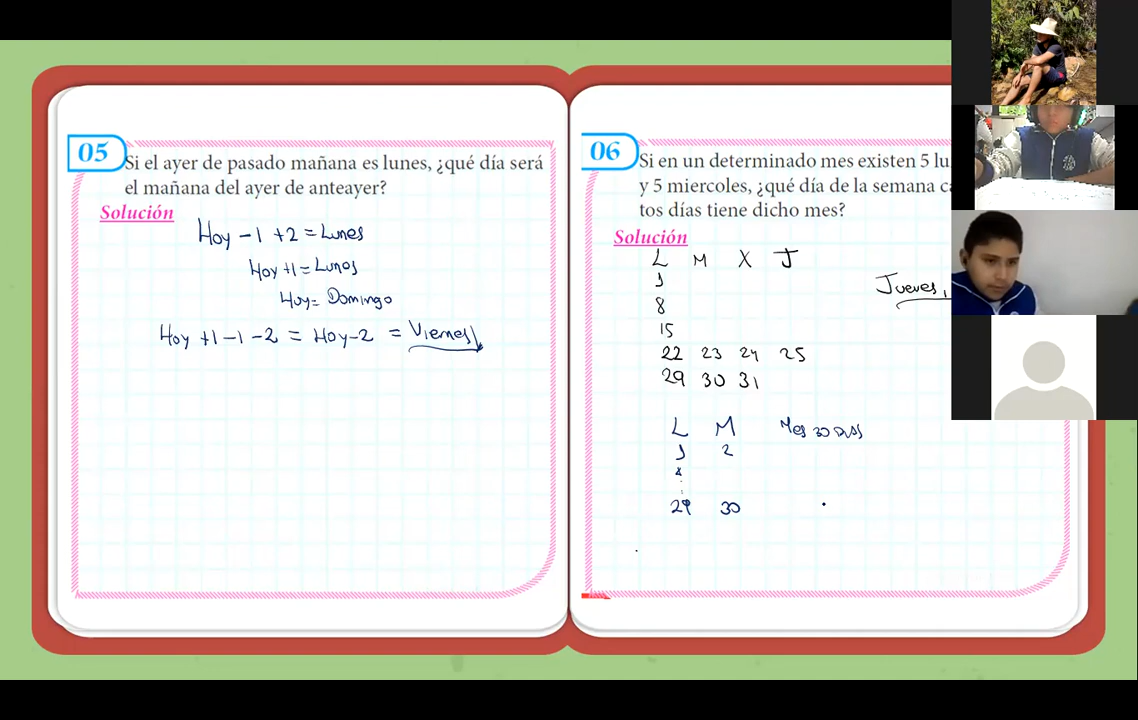 05
Si el ayer de pasado mañana es lunes, ¿qué día será
el mañana del ayer de anteayer?
Solución
Hoy - 1 + 2 = Lunes
Hoy + 1 = Lunes
Hoy = Domingo
Hoy + 1 - 1 - 2 = Hoy - 2 = Viernes
06
Si en un determinado mes existen 5 lu
y 5 miercoles, ¿qué día de la semana ca
tos días tiene dicho mes?
Solución
L M X J
1
8
15
22 23 24 25
29 30 31
Jueves,
L M Mes 30 Días
1 2
29 30